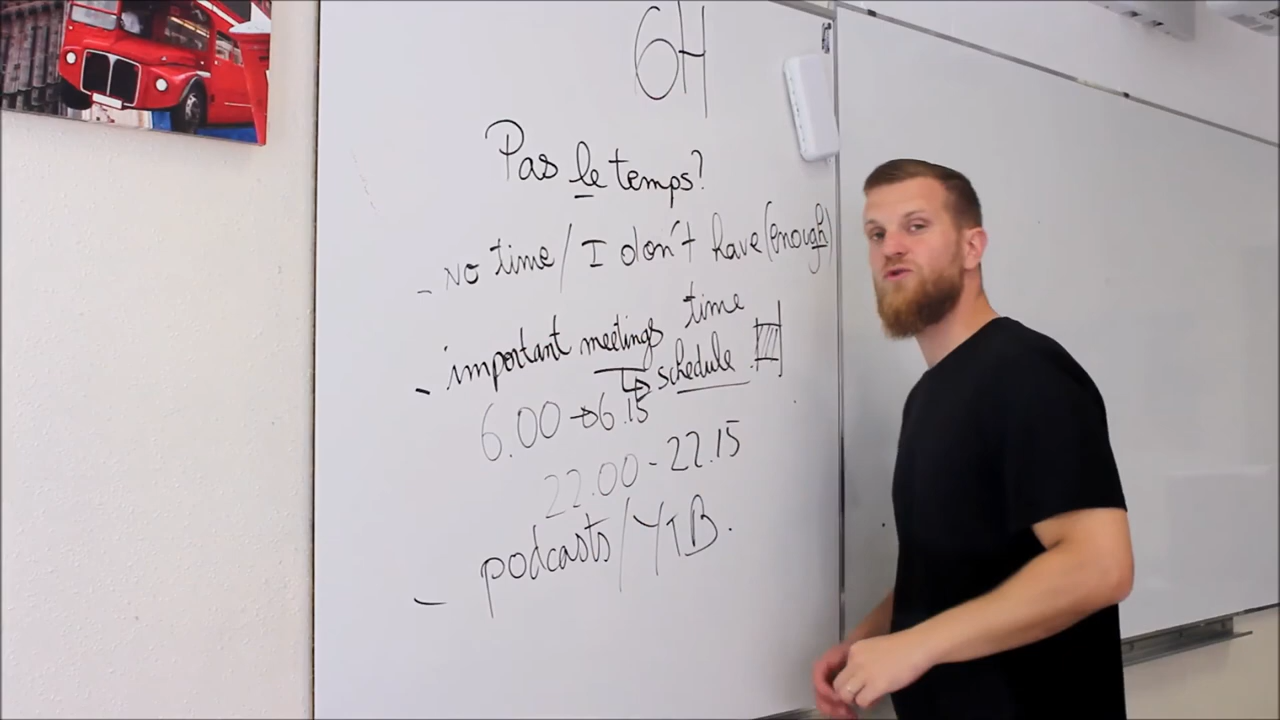 6H
Pas le temps?
- No time / I don't have (enough)
time
- important meetings
↳ schedule
6.00 → 6.15
22.00 - 22.15
- podcasts / YTB.